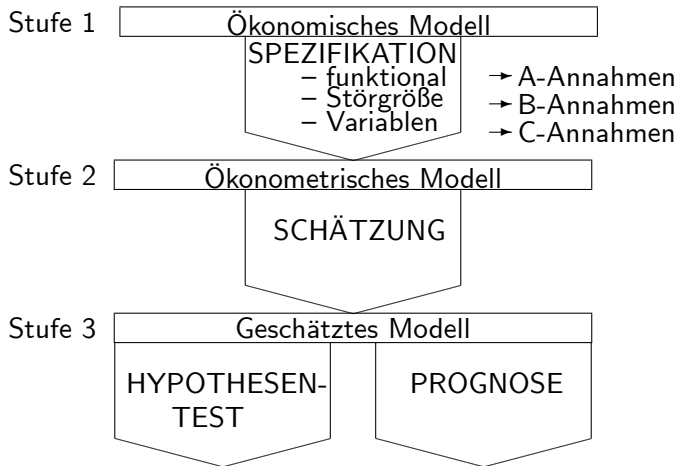 Stufe 1 Ökonomisches Modell
SPEZIFIKATION
– funktional → A-Annahmen
– Störgröße → B-Annahmen
– Variablen → C-Annahmen
Stufe 2 Ökonometrisches Modell
SCHÄTZUNG
Stufe 3 Geschätztes Modell
HYPOTHESEN- PROGNOSE
TEST